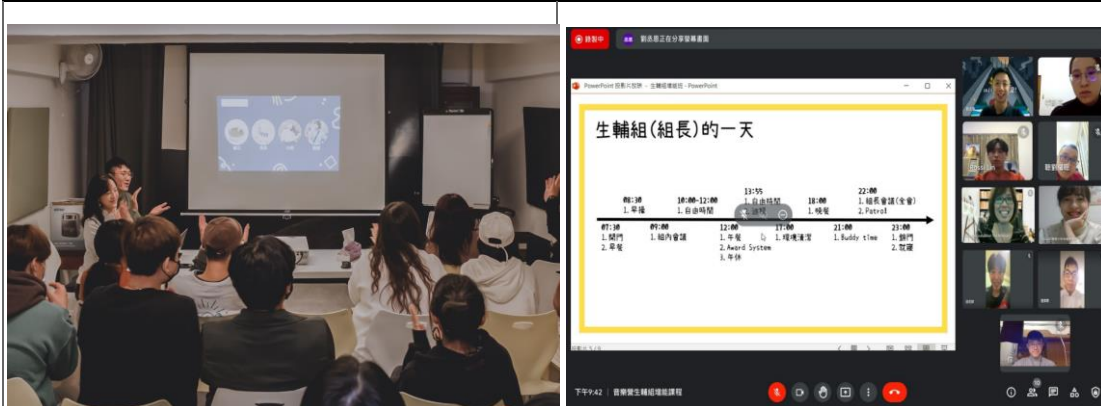 錄製中
劉丞恩正在分享螢幕畫面
PowerPoint 投影片放映 - 生輔組增能班 - PowerPoint
生輔組(組長)的一天
13:55
22:00
08:30
10:00-12:00
1.自由時間
18:00
1.組長會議(全會)
1.早操
1.自由時間
1.晚餐
2.Patrol
07:30
09:00
12:00
17:00
21:00
23:00
1.開門
1.組內會議
1.午餐
1.環境清潔
1.Buddy time
1.鎖門
2.早餐
2.Award System
2.就寢
3.午休
下午9:42
音樂營生輔組增能課程